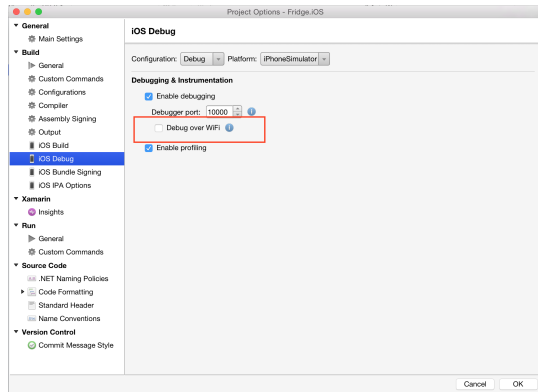 Project Options - Fridge.iOS
General
Main Settings
Build
General
Custom Commands
Configurations
Compiler
Assembly Signing
Output
iOS Build
iOS Debug
iOS Bundle Signing
iOS IPA Options
Xamarin
Insights
Run
General
Custom Commands
Source Code
.NET Naming Policies
Code Formatting
Standard Header
Name Conventions
Version Control
Commit Message Style
iOS Debug
Configuration: Debug Platform: iPhoneSimulator
Debugging & Instrumentation
Enable debugging
Debugger port: 10000
Debug over WiFi
Enable profiling
Cancel OK